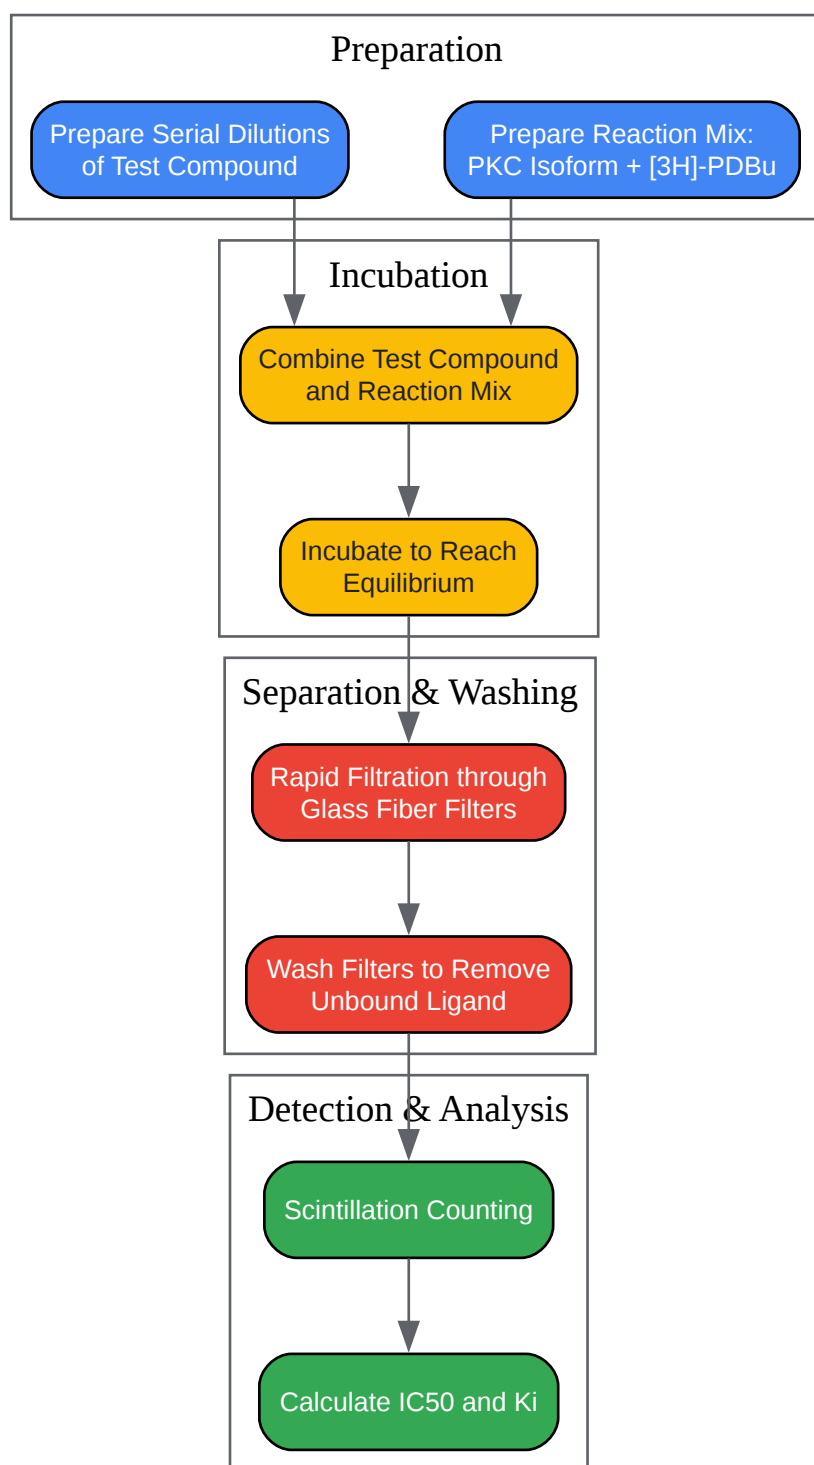 Preparation
Prepare Serial Dilutions
of Test Compound
Prepare Reaction Mix:
PKC Isoform + [3H]-PDBu
Incubation
Combine Test Compound
and Reaction Mix
Incubate to Reach
Equilibrium
Separation & Washing
Rapid Filtration through
Glass Fiber Filters
Wash Filters to Remove
Unbound Ligand
Detection & Analysis
Scintillation Counting
Calculate IC50 and Ki